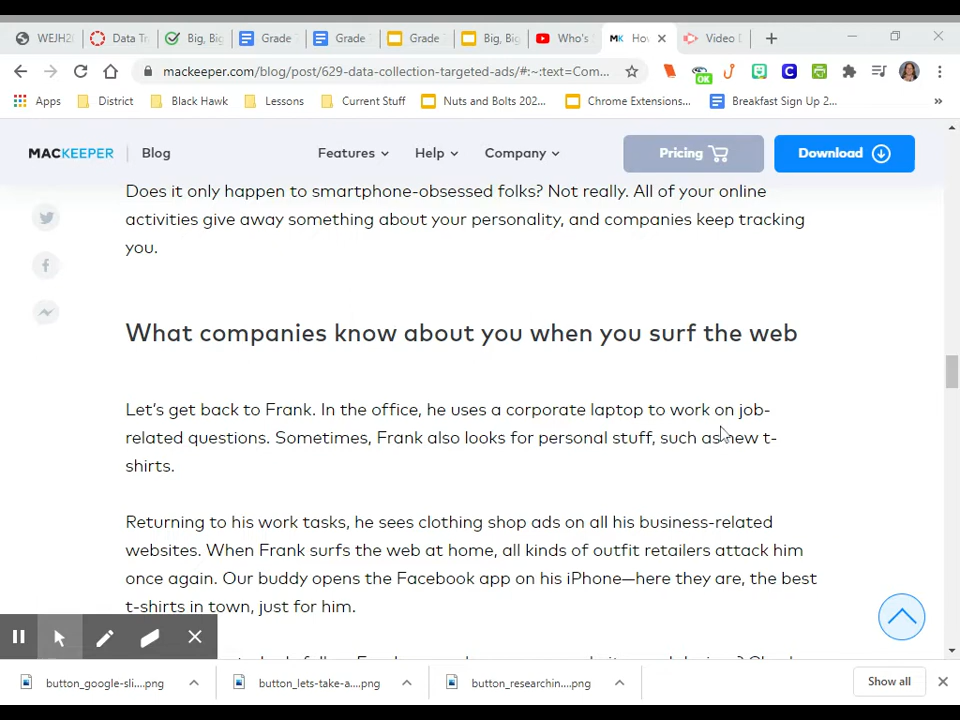 WEJH2
Data Tr
Big, Big
Grade
Grade
Grade
Big, Big
Who's
MK Ho
Video
mackeeper.com/blog/post/629-data-collection-targeted-ads/#:~:text=Com...
OK
Apps District Black Hawk Lessons Current Stuff Nuts and Bolts 202... Chrome Extensions... Breakfast Sign Up 2... »
MACKEEPER Blog Features Help Company Pricing Download
Does it only happen to smartphone-obsessed folks? Not really. All of your online
activities give away something about your personality, and companies keep tracking
you.
What companies know about you when you surf the web
Let's get back to Frank. In the office, he uses a corporate laptop to work on job-
related questions. Sometimes, Frank also looks for personal stuff, such as new t-
shirts.
Returning to his work tasks, he sees clothing shop ads on all his business-related
websites. When Frank surfs the web at home, all kinds of outfit retailers attack him
once again. Our buddy opens the Facebook app on his iPhone—here they are, the best
t-shirts in town, just for him.
button_google-sli....png button_lets-take-a....png button_researchin....png Show all